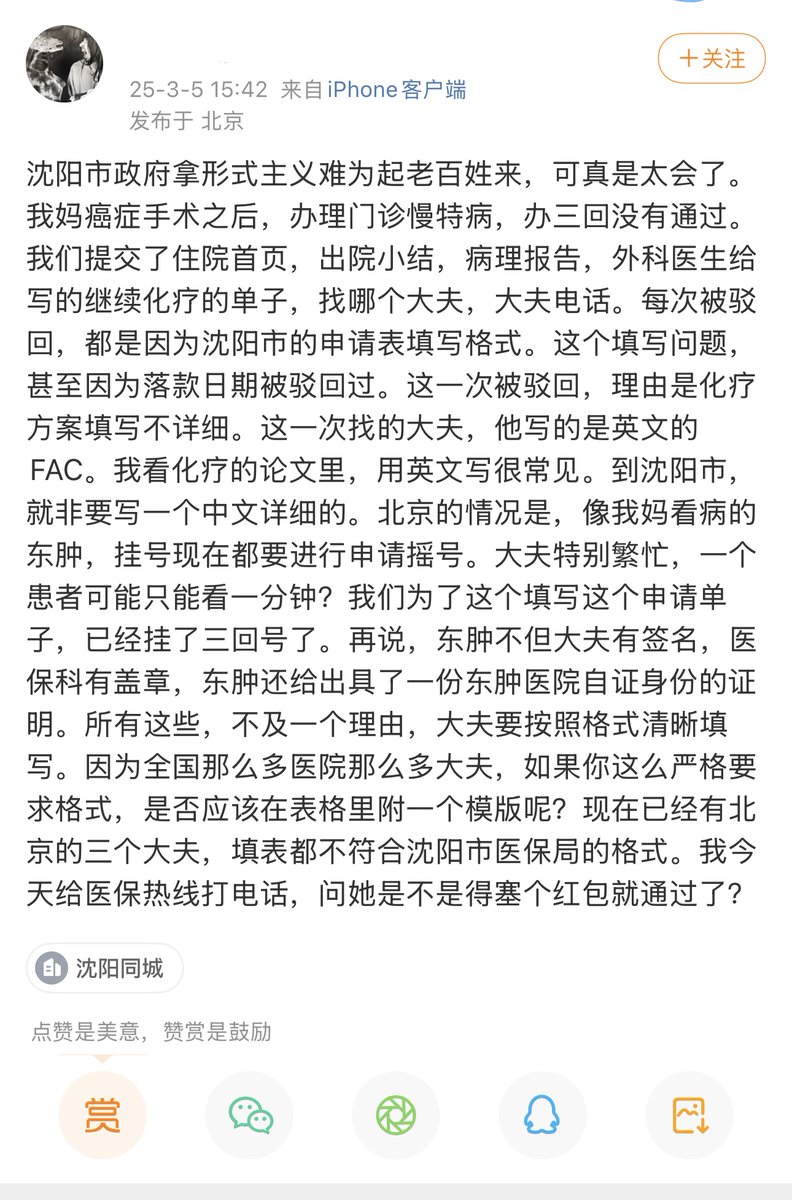 +关注
25-3-5 15:42 来自iPhone客户端
发布于 北京
沈阳市政府拿形式主义难为起老百姓来，可真是太会了。
我妈癌症手术之后，办理门诊慢特病，办三回没有通过。
我们提交了住院首页，出院小结，病理报告，外科医生给
写的继续化疗的单子，找哪个大夫，大夫电话。每次被驳
回，都是因为沈阳市的申请表填写格式。这个填写问题，
甚至因为落款日期被驳回过。这一次被驳回，理由是化疗
方案填写不详细。这一次找的大夫，他写的是英文的
FAC。我看化疗的论文里，用英文写很常见。到沈阳市，
就非要写一个中文详细的。北京的情况是，像我妈看病的
东肿，挂号现在都要进行申请摇号。大夫特别繁忙，一个
患者可能只能看一分钟？我们为了这个填写这个申请单
子，已经挂了三回号了。再说，东肿不但大夫有签名，医
保科有盖章，东肿还给出具了一份东肿医院自证身份的证
明。所有这些，不及一个理由，大夫要按照格式清晰填
写。因为全国那么多医院那么多大夫，如果你这么严格要
求格式，是否应该在表格里附一个模版呢？现在已经有北
京的三个大夫，填表都不符合沈阳市医保局的格式。我今
天给医保热线打电话，问她是不是得塞个红包就通过了？
沈阳同城
点赞是美意，赞赏是鼓励
赏